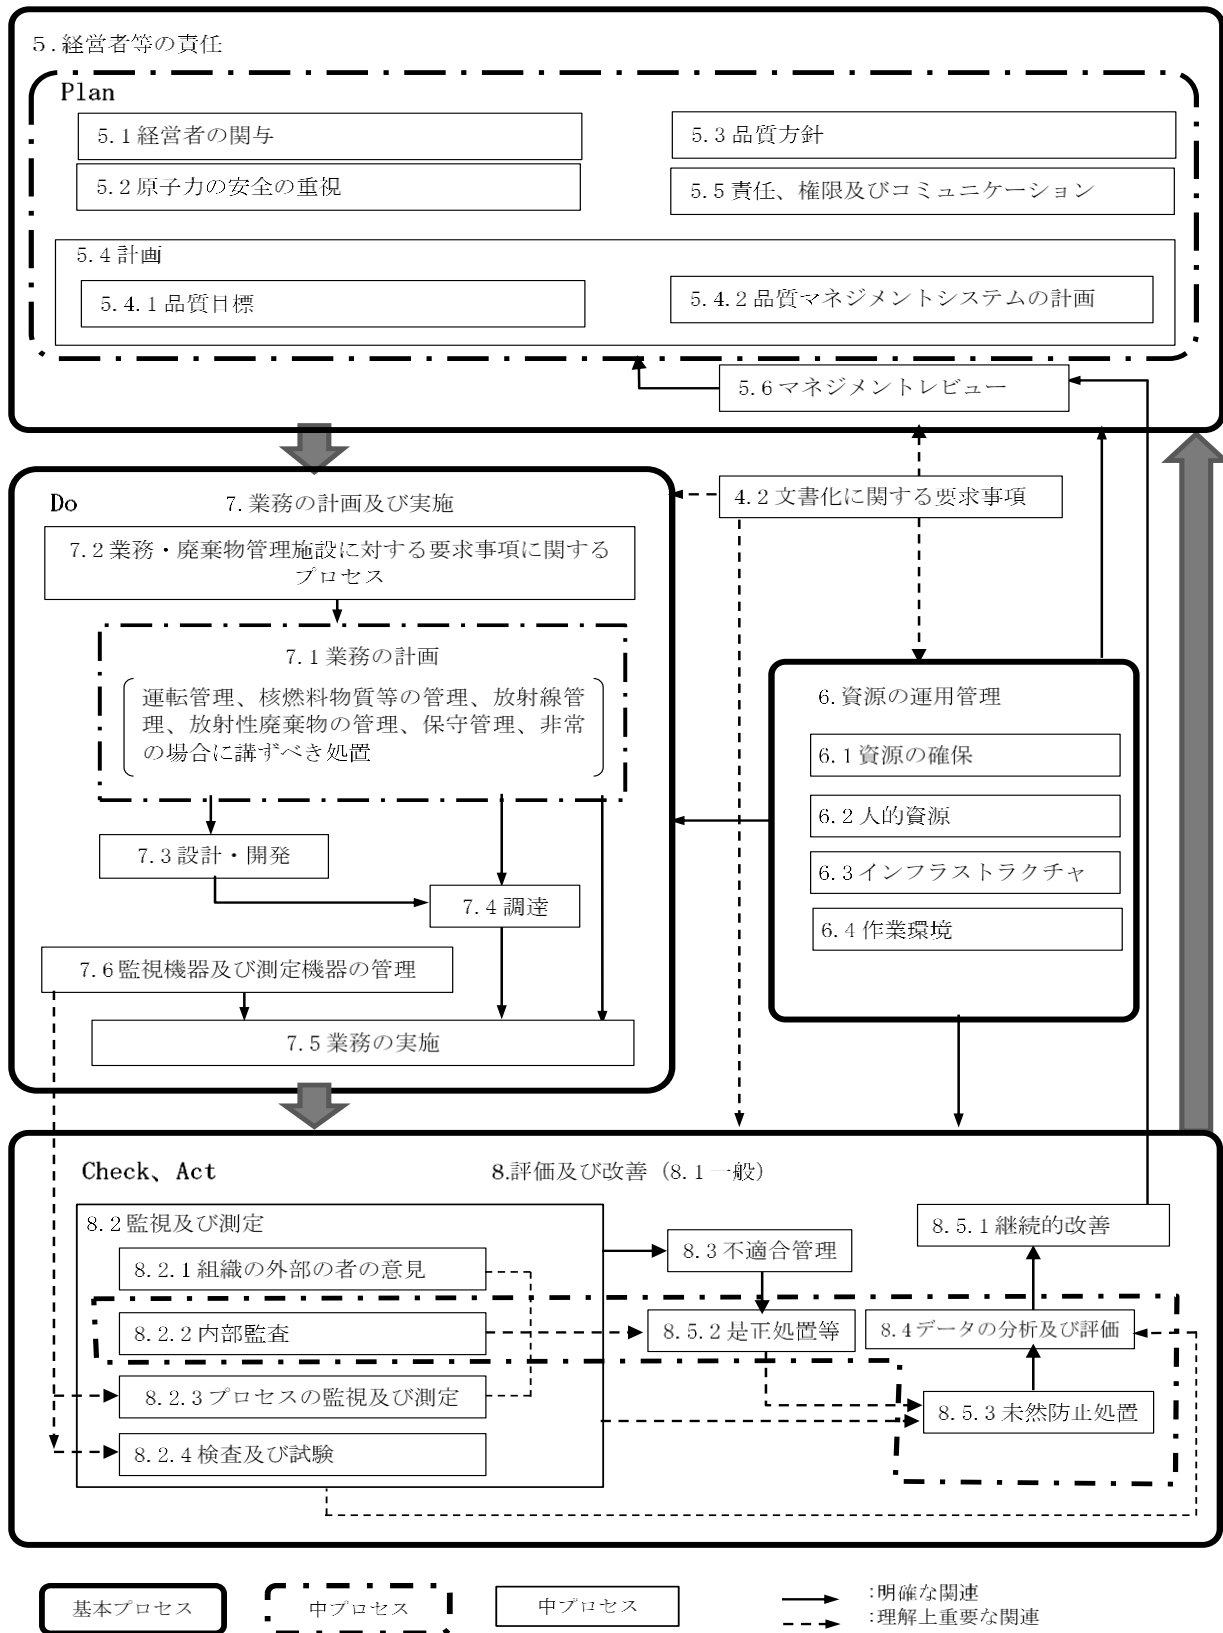 5.経営者等の責任
Plan
5.1経営者の関与
5.3品質方針
5.2原子力の安全の重視
5.5責任、権限及びコミュニケーション
5.4計画
5.4.1品質目標
5.4.2品質マネジメントシステムの計画
5.6マネジメントレビュー
Do
7.業務の計画及び実施
4.2文書化に関する要求事項
7.2業務・廃棄物管理施設に対する要求事項に関する
プロセス
7.1業務の計画
運転管理、核燃料物質等の管理、放射線管
理、放射性廃棄物の管理、保守管理、非常
の場合に講ずべき処置
6.資源の運用管理
6.1資源の確保
6.2人的資源
6.3インフラストラクチャ
6.4作業環境
7.3設計・開発
7.4調達
7.6監視機器及び測定機器の管理
7.5業務の実施
Check、Act
8.評価及び改善（8.1一般）
8.2監視及び測定
8.5.1継続的改善
8.3不適合管理
8.2.1組織の外部の者の意見
8.2.2内部監査
8.5.2是正処置等
8.4データの分析及び評価
8.2.3プロセスの監視及び測定
8.5.3未然防止処置
8.2.4検査及び試験
基本プロセス
中プロセス
中プロセス
:明確な関連
:理解上重要な関連